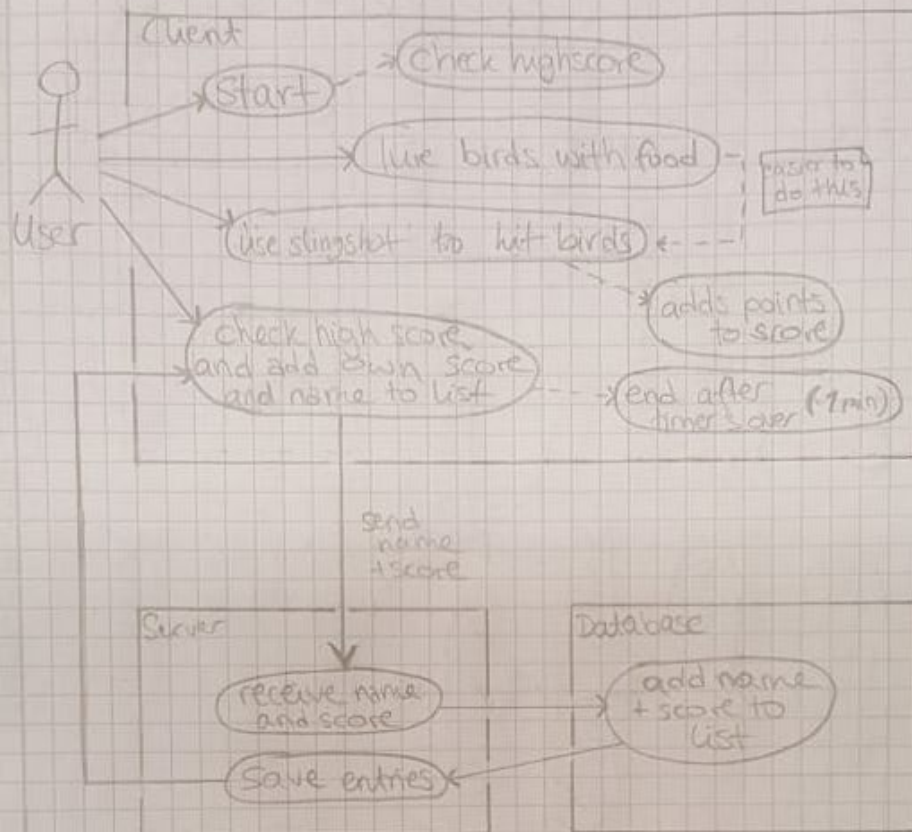 Client
Start
check highscore
User
lure birds with food
easier to
do this
use slingshot to hit birds
adds points
to score
check high score
and add own score
and name to list
end after
timer's over (1min)
send
name
+ score
Server
Database
receive name
and score
add name
+ score to
list
save entries